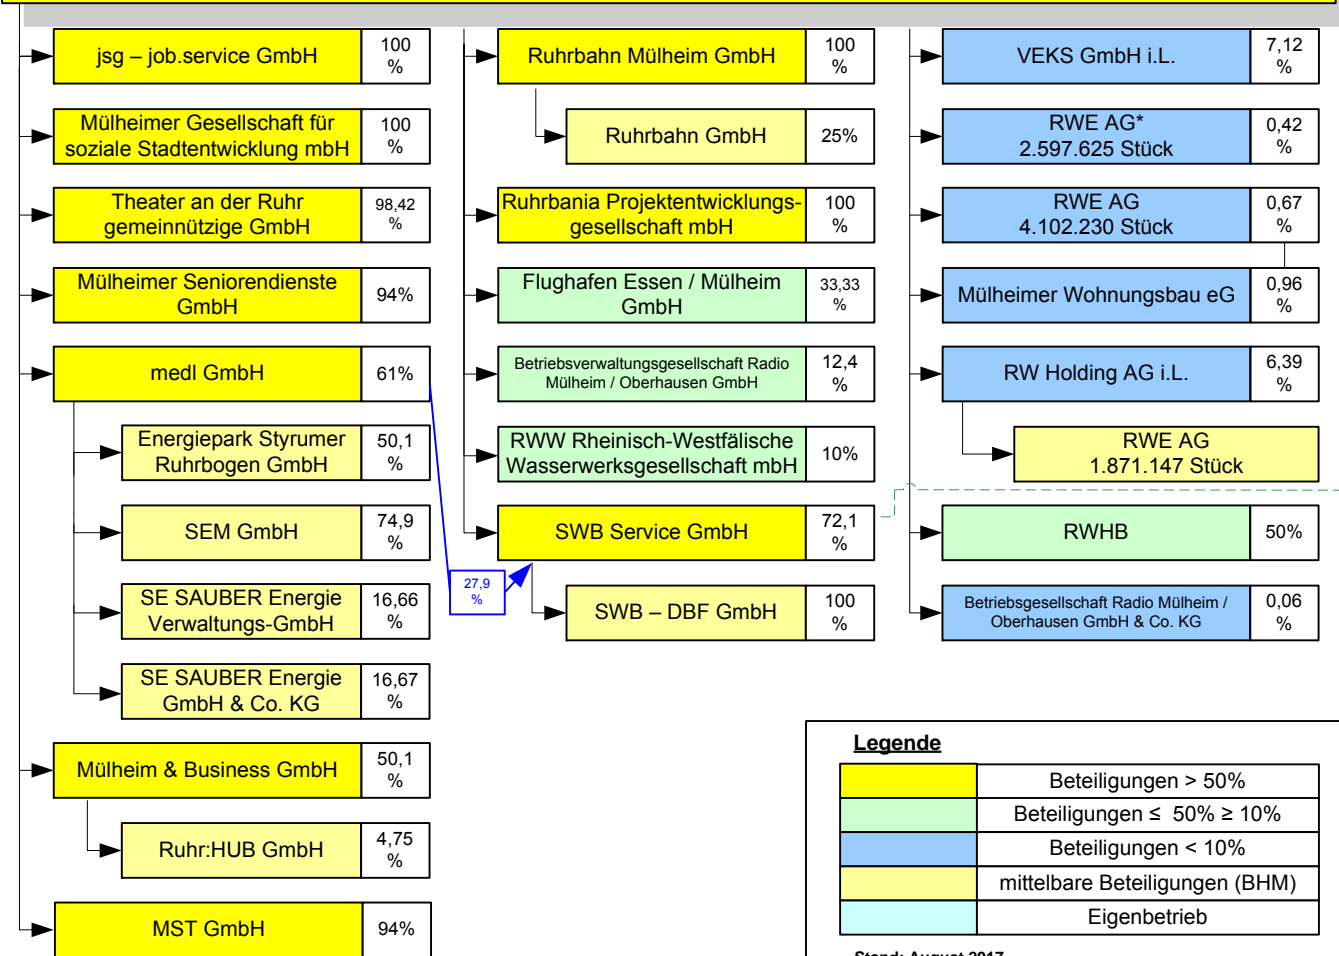 jsg – job.service GmbH
100
%
Mülheimer Gesellschaft für
soziale Stadtentwicklung mbH
100
%
Theater an der Ruhr
gemeinnützige GmbH
98,42
%
Mülheimer Seniorendienste
GmbH
94%
medl GmbH
61%
Energiepark Styrumer
Ruhrbogen GmbH
50,1
%
SEM GmbH
74,9
%
SE SAUBER Energie
Verwaltungs-GmbH
16,66
%
SE SAUBER Energie
GmbH & Co. KG
16,67
%
Mülheim & Business GmbH
50,1
%
Ruhr:HUB GmbH
4,75
%
MST GmbH
94%
Ruhrbahn Mülheim GmbH
100
%
Ruhrbahn GmbH
25%
Ruhrbania Projektentwicklungs-
gesellschaft mbH
100
%
Flughafen Essen / Mülheim
GmbH
33,33
%
Betriebsverwaltungsgesellschaft Radio
Mülheim / Oberhausen GmbH
12,4
%
RWW Rheinisch-Westfälische
Wasserwerksgesellschaft mbH
10%
SWB Service GmbH
72,1
%
27,9
%
SWB – DBF GmbH
100
%
VEKS GmbH i.L.
7,12
%
RWE AG*
2.597.625 Stück
0,42
%
RWE AG
4.102.230 Stück
0,67
%
Mülheimer Wohnungsbau eG
0,96
%
RW Holding AG i.L.
6,39
%
RWE AG
1.871.147 Stück
RWHB
50%
Betriebsgesellschaft Radio Mülheim /
Oberhausen GmbH & Co. KG
0,06
%
Legende
Beteiligungen > 50%
Beteiligungen ≤ 50% ≥ 10%
Beteiligungen < 10%
mittelbare Beteiligungen (BHM)
Eigenbetrieb
Stand: August 2017